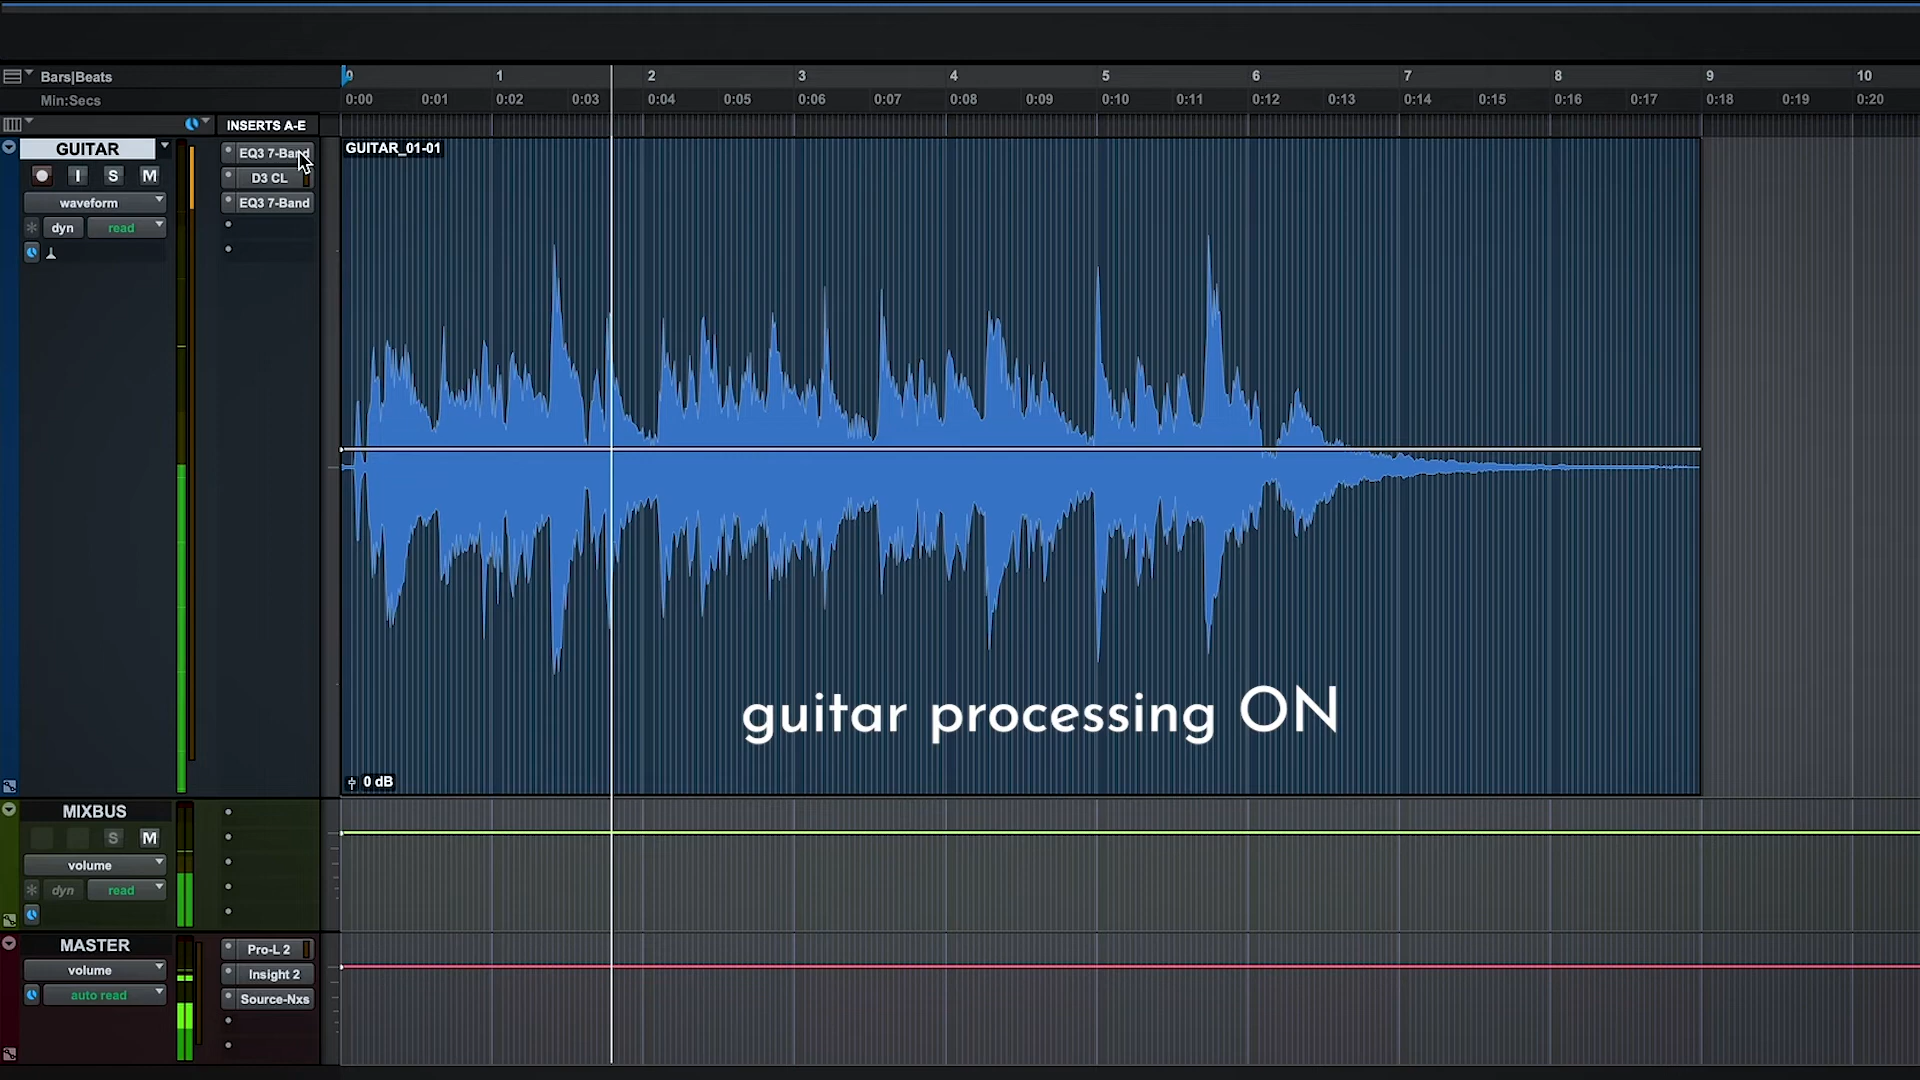 Bars|Beats
0 1 2 3 4 5 6 7 8 9 10
Min:Secs
0:00 0:01 0:02 0:03 0:04 0:05 0:06 0:07 0:08 0:09 0:10 0:11 0:12 0:13 0:14 0:15 0:16 0:17 0:18 0:19 0:20
INSERTS A-E
GUITAR
EQ3 7-Band
GUITAR_01-01
I S M
D3 CL
waveform
EQ3 7-Band
dyn read
guitar processing ON
0 dB
MIXBUS
S M
volume
dyn read
MASTER
Pro-L 2
volume
Insight 2
auto read
Source-Nxs